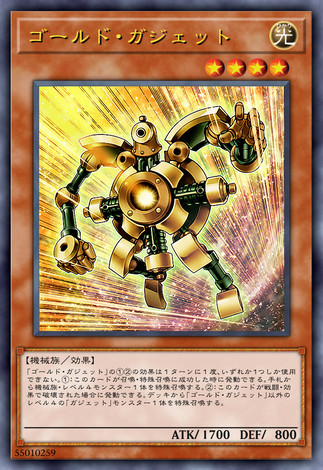 ゴールド・ガジェット
光
【機械族／効果】
「ゴールド・ガジェット」の①②の効果は1ターンに1度、いずれか1つしか使用
できない。①：このカードが召喚・特殊召喚に成功した時に発動できる。手札から
機械族・レベル4モンスター1体を特殊召喚する。②：このカードが戦闘・効
果で破壊された場合に発動できる。デッキから「ゴールド・ガジェット」以外の
レベル4の「ガジェット」モンスター1体を特殊召喚する。
ATK/ 1700 DEF/ 800
55010259